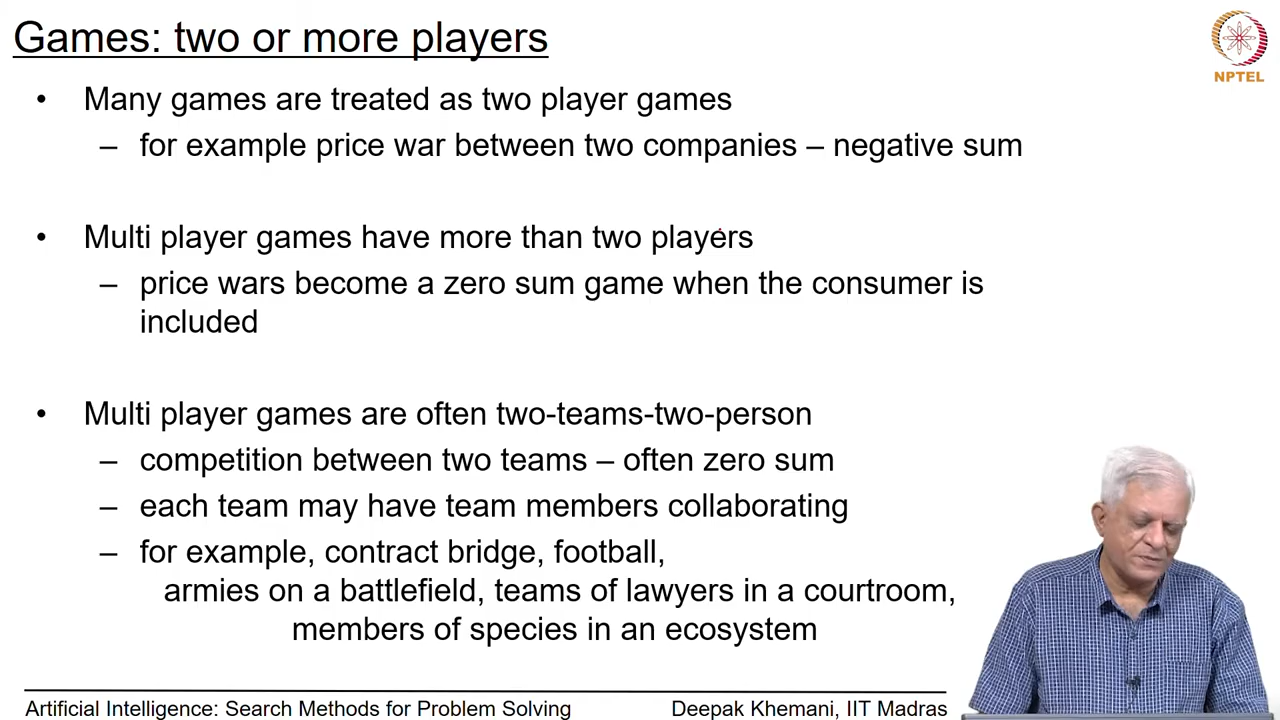 Games: two or more players
NPTEL
• Many games are treated as two player games
– for example price war between two companies – negative sum
• Multi player games have more than two players
– price wars become a zero sum game when the consumer is
included
• Multi player games are often two-teams-two-person
– competition between two teams – often zero sum
– each team may have team members collaborating
– for example, contract bridge, football,
armies on a battlefield, teams of lawyers in a courtroom,
members of species in an ecosystem
Artificial Intelligence: Search Methods for Problem Solving
Deepak Khemani, IIT Madras